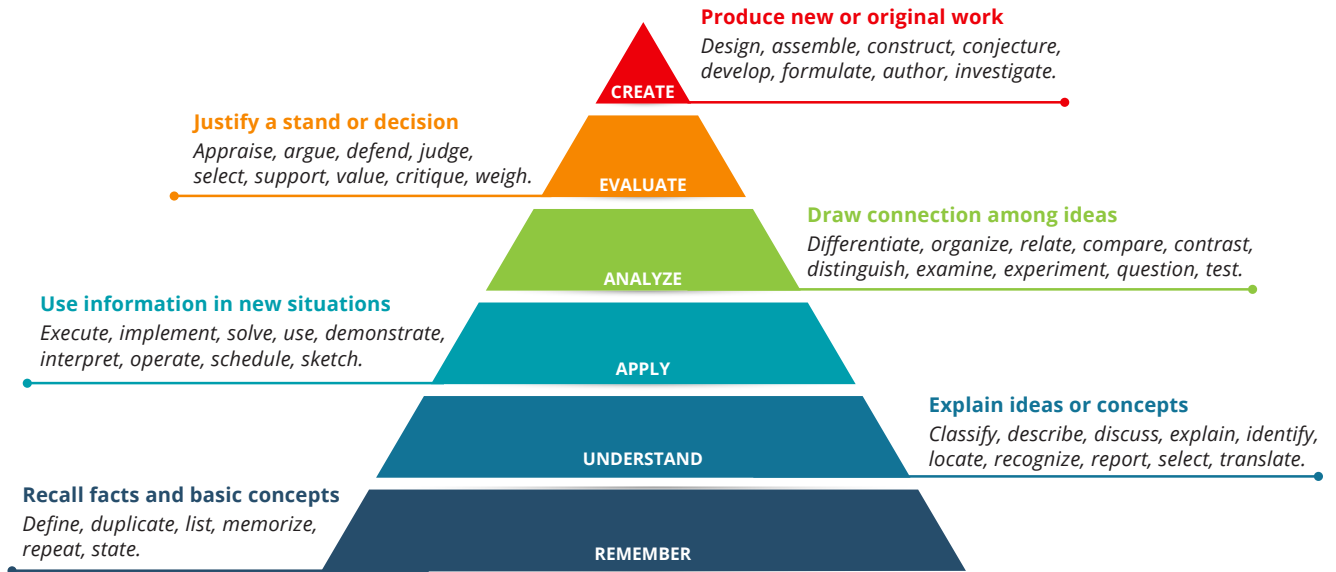 Produce new or original work
Design, assemble, construct, conjecture,
develop, formulate, author, investigate.
CREATE
Justify a stand or decision
Appraise, argue, defend, judge,
select, support, value, critique, weigh.
EVALUATE
Draw connection among ideas
Differentiate, organize, relate, compare, contrast,
distinguish, examine, experiment, question, test.
ANALYZE
Use information in new situations
Execute, implement, solve, use, demonstrate,
interpret, operate, schedule, sketch.
APPLY
Explain ideas or concepts
Classify, describe, discuss, explain, identify,
locate, recognize, report, select, translate.
UNDERSTAND
Recall facts and basic concepts
Define, duplicate, list, memorize,
repeat, state.
REMEMBER